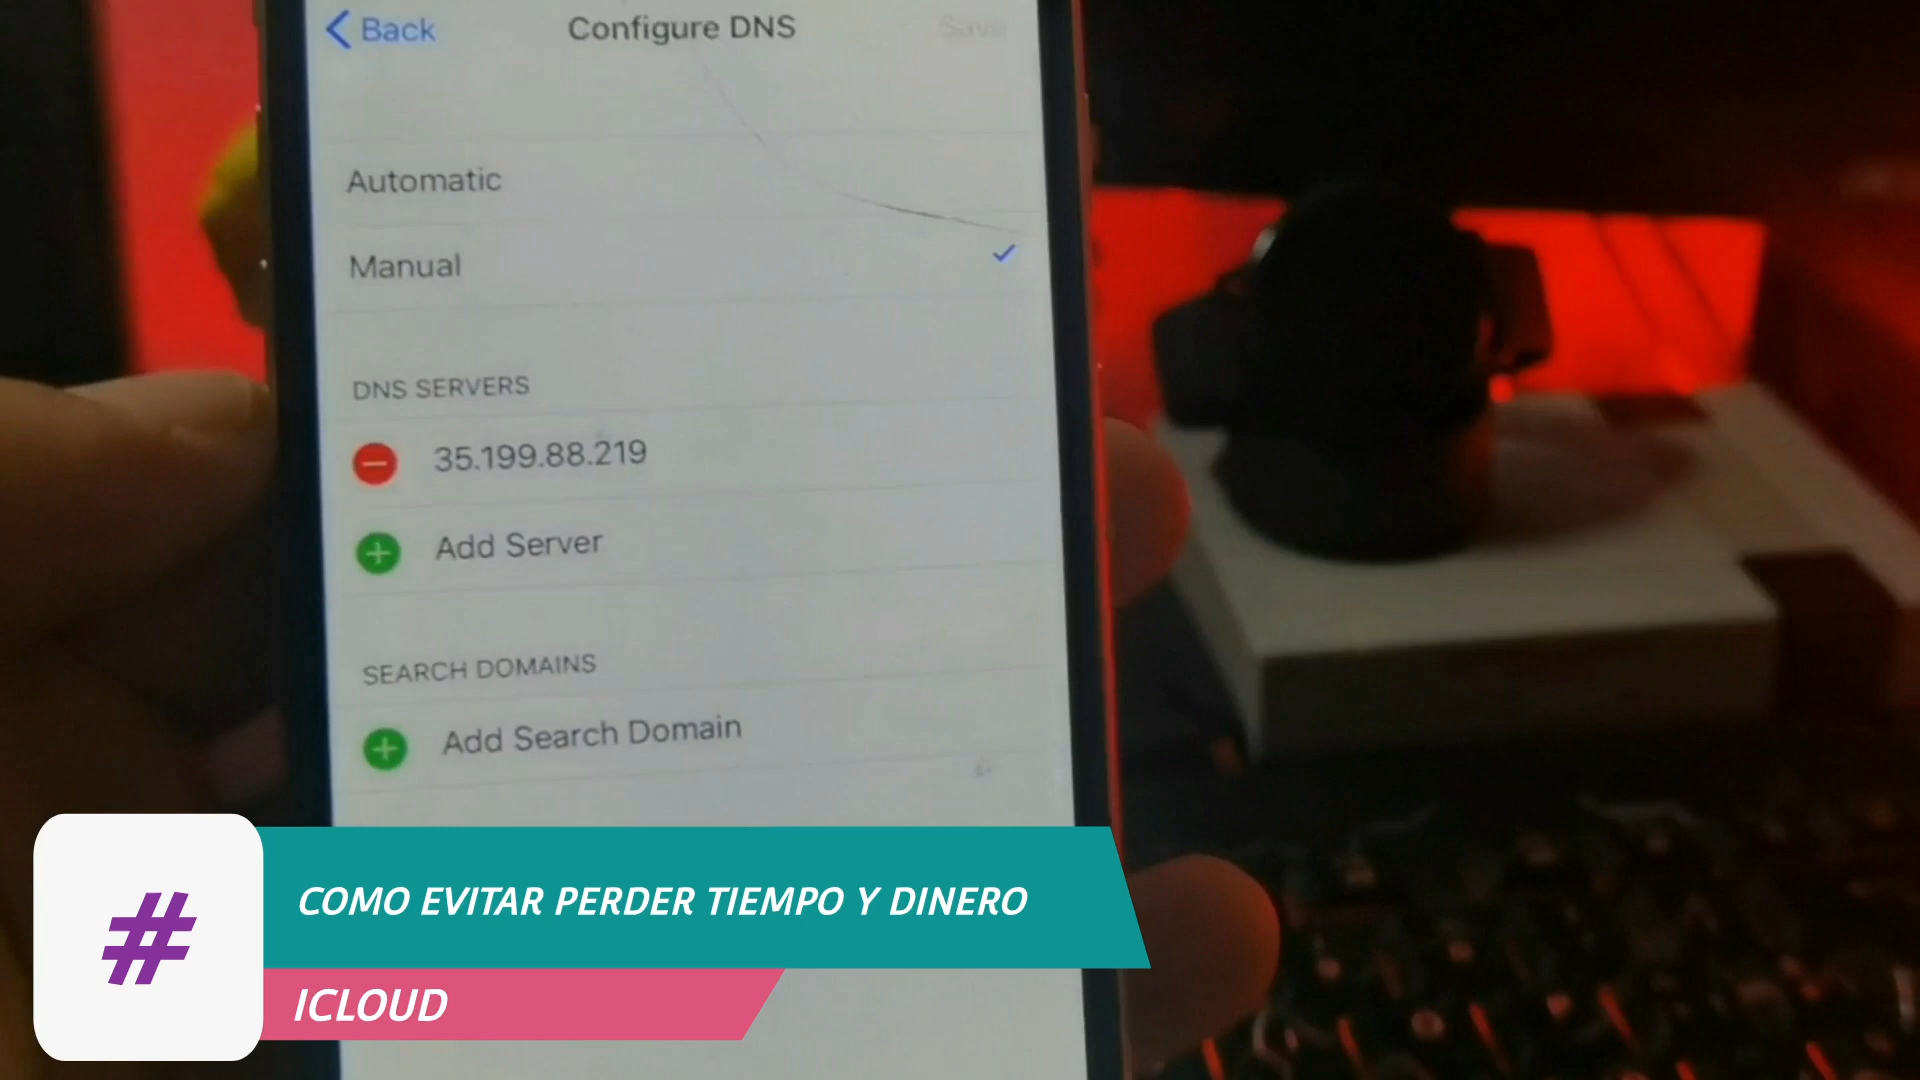 Back
Configure DNS
Save
Automatic
Manual
DNS SERVERS
35.199.88.219
Add Server
SEARCH DOMAINS
Add Search Domain
#
COMO EVITAR PERDER TIEMPO Y DINERO
ICLOUD